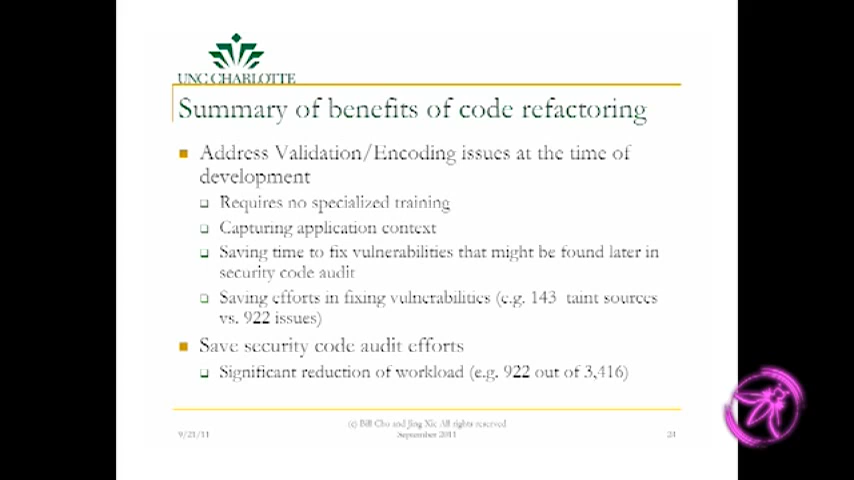 UNC CHARLOTTE
Summary of benefits of code refactoring
Address Validation/Encoding issues at the time of
development
Requires no specialized training
Capturing application context
Saving time to fix vulnerabilities that might be found later in
security code audit
Saving efforts in fixing vulnerabilities (e.g. 143 taint sources
vs. 922 issues)
Save security code audit efforts
Significant reduction of workload (e.g. 922 out of 3,416)
(c) Bill Chu and Jing Xie All rights reserved
9/21/11 September 2011